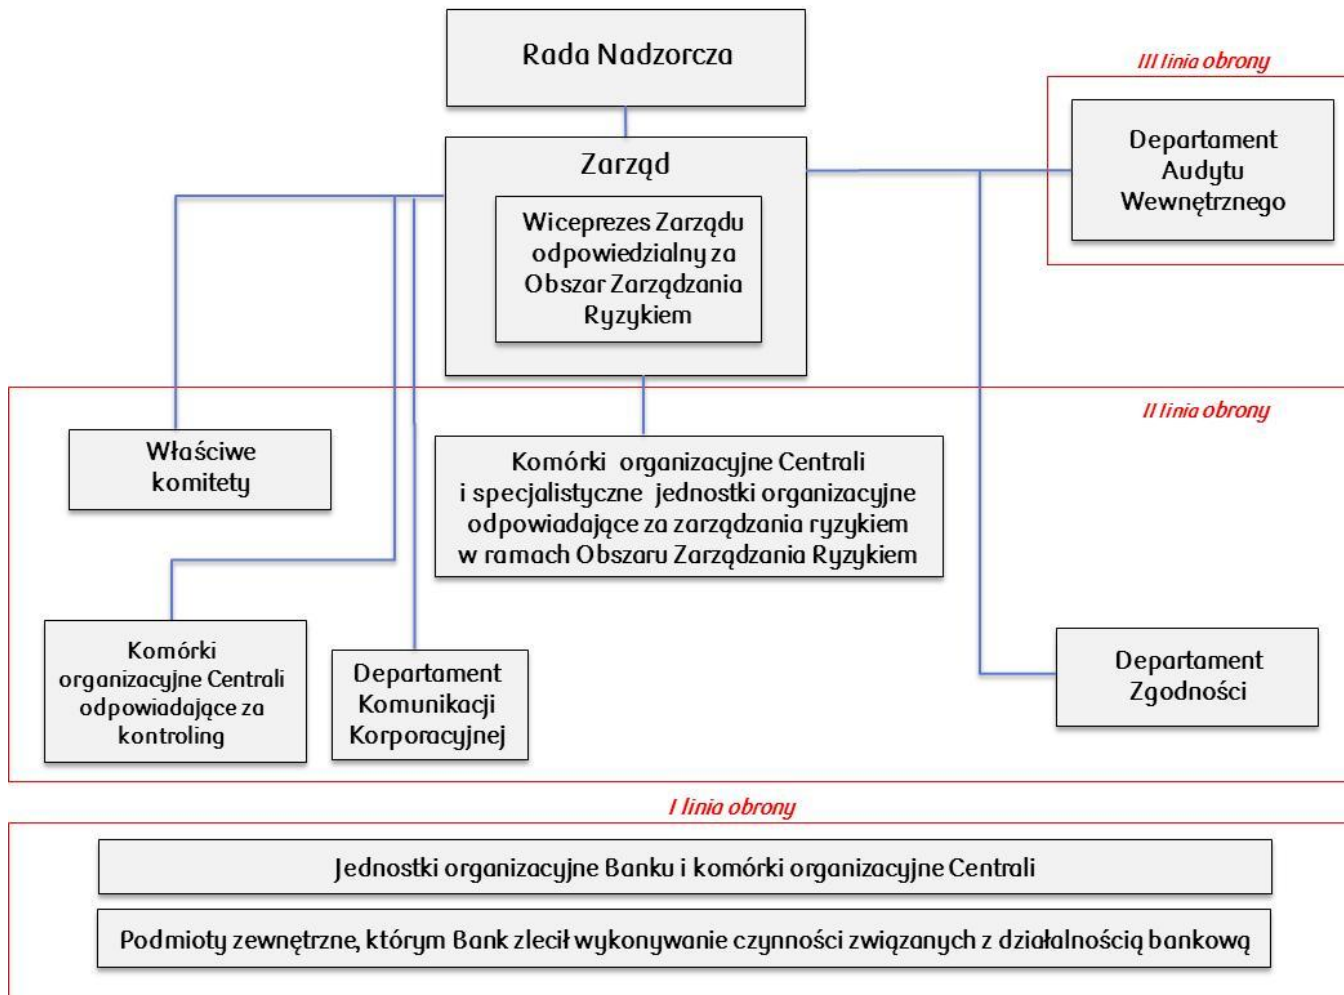 Rada Nadzorcza
III linia obrony
Departament
Audytu
Wewnętrznego
Zarząd
Wiceprezes Zarządu
odpowiedzialny za
Obszar Zarządzania
Ryzykiem
II linia obrony
Właściwe
komitety
Komórki organizacyjne Centrali
i specjalistyczne jednostki organizacyjne
odpowiadające za zarządzania ryzykiem
w ramach Obszaru Zarządzania Ryzykiem
Komórki
organizacyjne Centrali
odpowiadające za
kontroling
Departament
Komunikacji
Korporacyjnej
Departament
Zgodności
I linia obrony
Jednostki organizacyjne Banku i komórki organizacyjne Centrali
Podmioty zewnętrzne, którym Bank zlecił wykonywanie czynności związanych z działalnością bankową